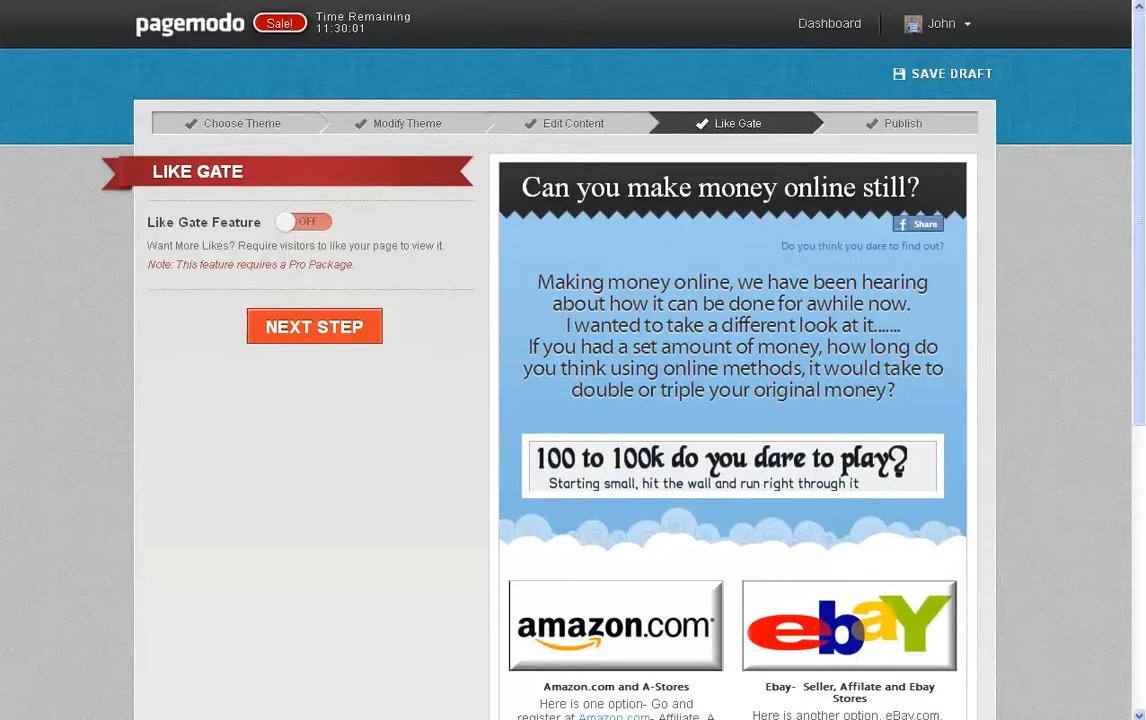 pagemodo Sale! Time Remaining
11:30:01
Dashboard John
SAVE DRAFT
Choose Theme Modify Theme Edit Content Like Gate Publish
LIKE GATE
Like Gate Feature OFF
Want More Likes? Require visitors to like your page to view it.
Note: This feature requires a Pro Package.
NEXT STEP
Can you make money online still?
f Share
Do you think you dare to find out?
Making money online, we have been hearing
about how it can be done for awhile now.
I wanted to take a different look at it.......
If you had a set amount of money, how long do
you think using online methods, it would take to
double or triple your original money?
100 to 100k do you dare to play?
Starting small, hit the wall and run right through it
amazon.com
ebaY
Amazon.com and A-Stores
Here is one option- Go and
register at Amazon.com- Affiliate, A
Ebay- Seller, Affilate and Ebay
Stores
Here is another option, eBay.com,